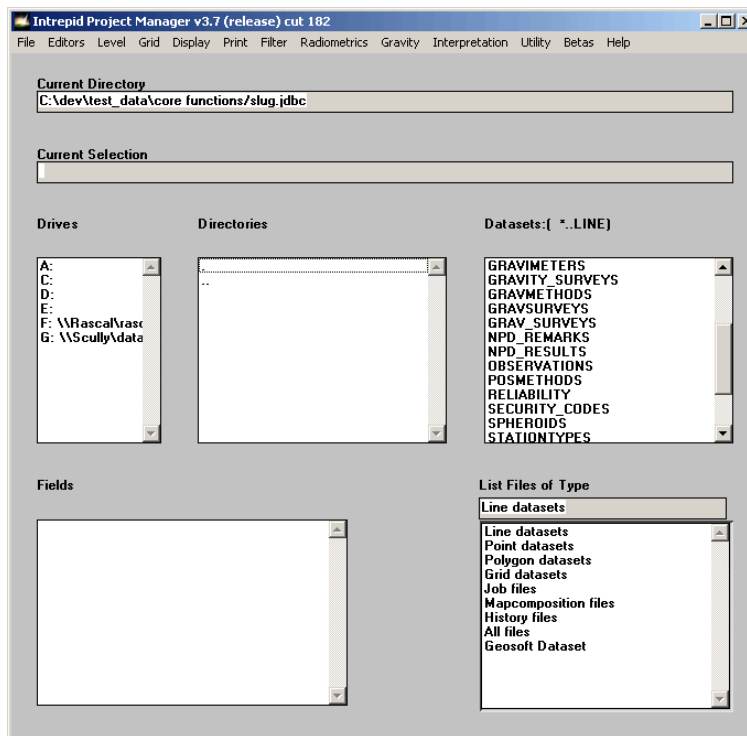 Intrepid Project Manager v3.7 (release) cut 182
File Editors Level Grid Display Print Filter Radiometrics Gravity Interpretation Utility Betas Help
Current Directory
C:\dev\test_data\core functions/slug.jdbc
Current Selection
Drives
A:
C:
D:
E:
F: \\Rascal\rasc
G: \\Scully\data
Directories
.
..
Datasets:( *..LINE)
GRAVIMETERS
GRAVITY_SURVEYS
GRAVMETHODS
GRAVSURVEYS
GRAV_SURVEYS
NPD_REMARKS
NPD_RESULTS
OBSERVATIONS
POSMETHODS
RELIABILITY
SECURITY_CODES
SPHEROIDS
STATIONTYPES
Fields
List Files of Type
Line datasets
Line datasets
Point datasets
Polygon datasets
Grid datasets
Job files
Mapcomposition files
History files
All files
Geosoft Dataset